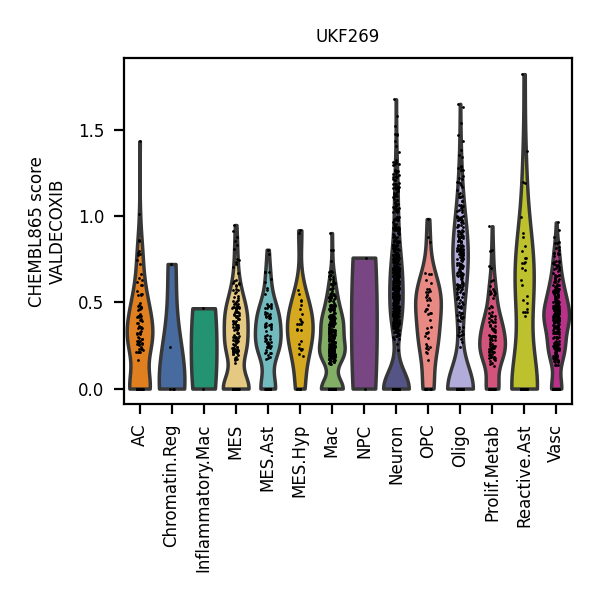 UKF269
CHEMBL865 score
VALDECOXIB
1.5
1.0
0.5
0.0
AC
Chromatin.Reg
Inflammatory.Mac
MES
MES.Ast
MES.Hyp
Mac
NPC
Neuron
OPC
Oligo
Prolif.Metab
Reactive.Ast
Vasc